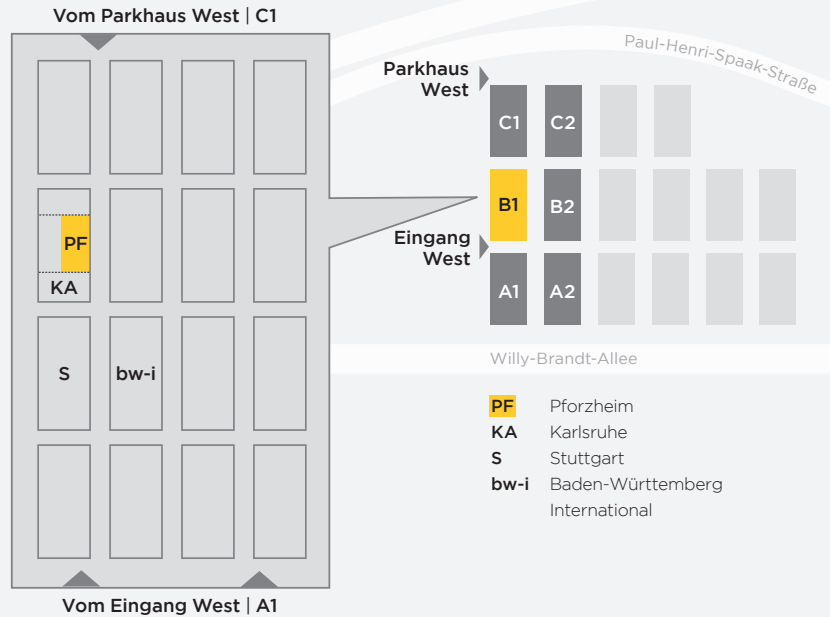 Vom Parkhaus West | C1
PF
KA
S
bw-i
Vom Eingang West | A1
Paul-Henri-Spaak-Straße
Parkhaus
West
C1
C2
B1
B2
Eingang
West
A1
A2
Willy-Brandt-Allee
PF Pforzheim
KA Karlsruhe
S Stuttgart
bw-i Baden-Württemberg
International